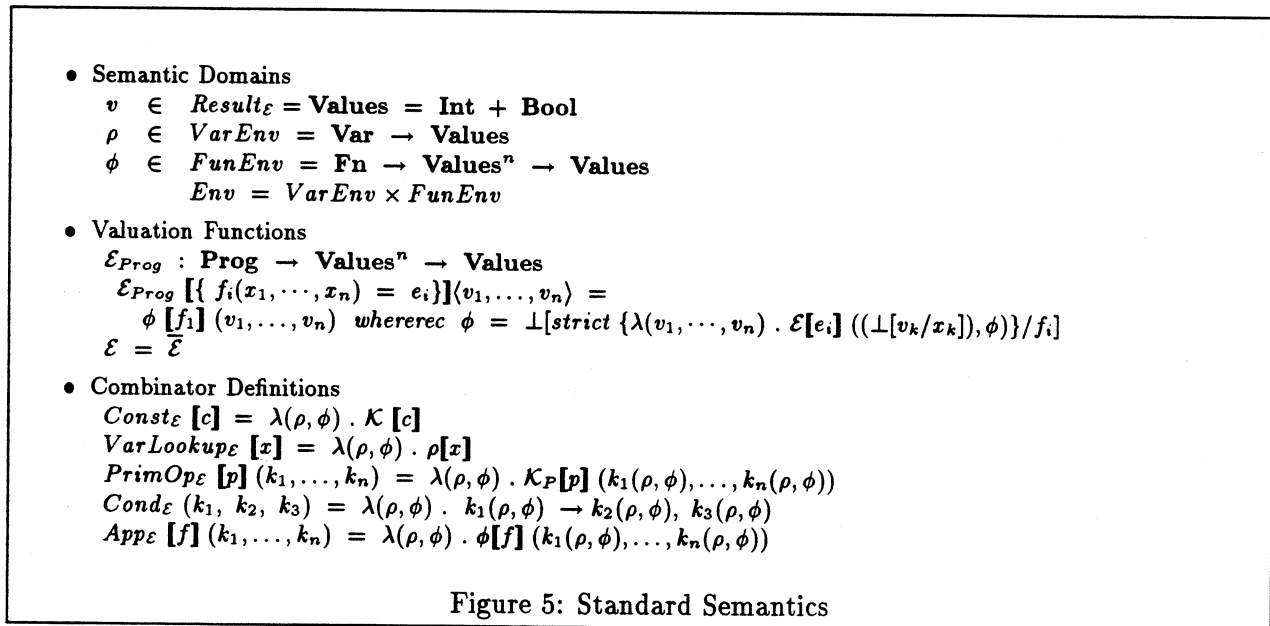 • Semantic Domains
v ∈ Result_ℰ = Values = Int + Bool
ρ ∈ VarEnv = Var → Values
φ ∈ FunEnv = Fn → Valuesⁿ → Values
Env = VarEnv × FunEnv
• Valuation Functions
ℰ_Prog : Prog → Valuesⁿ → Values
ℰ_Prog ⟦{ f_i(x_1, ⋯, x_n) = e_i}⟧⟨v_1, …, v_n⟩ =
φ ⟦f_1⟧ (v_1, …, v_n) whererec φ = ⊥[strict {λ(v_1, ⋯, v_n) . ℰ⟦e_i⟧ ((⊥[v_k/x_k]), φ)}/f_i]
ℰ = ℰ̅
• Combinator Definitions
Const_ℰ ⟦c⟧ = λ(ρ, φ) . 𝒦 ⟦c⟧
VarLookup_ℰ ⟦x⟧ = λ(ρ, φ) . ρ⟦x⟧
PrimOp_ℰ ⟦p⟧ (k_1, …, k_n) = λ(ρ, φ) . 𝒦_P⟦p⟧ (k_1(ρ, φ), …, k_n(ρ, φ))
Cond_ℰ (k_1, k_2, k_3) = λ(ρ, φ) . k_1(ρ, φ) → k_2(ρ, φ), k_3(ρ, φ)
App_ℰ ⟦f⟧ (k_1, …, k_n) = λ(ρ, φ) . φ⟦f⟧ (k_1(ρ, φ), …, k_n(ρ, φ))
Figure 5: Standard Semantics